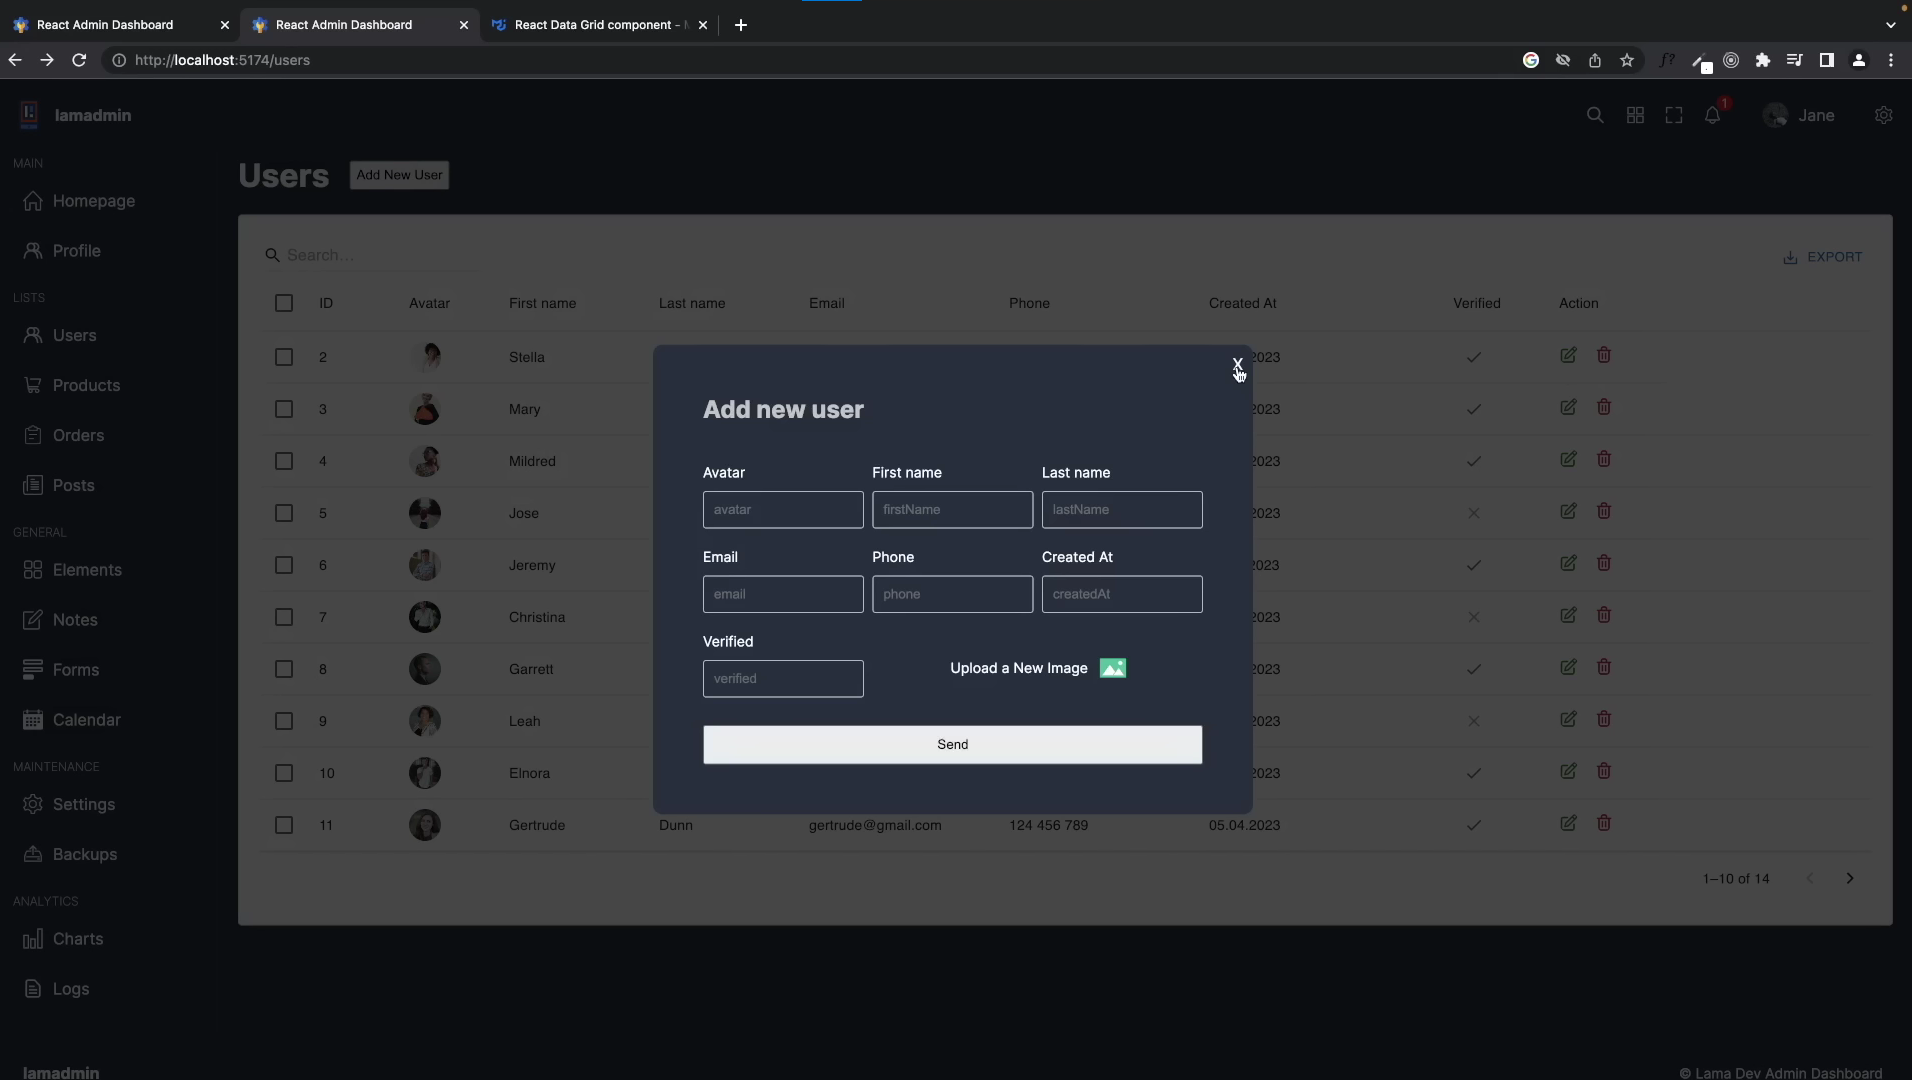 React Admin Dashboard
React Admin Dashboard
React Data Grid component -
http://localhost:5174/users
lamadmin
1
Jane
MAIN
Homepage
Profile
LISTS
Users
Products
Orders
Posts
GENERAL
Elements
Notes
Forms
Calendar
MAINTENANCE
Settings
Backups
ANALYTICS
Charts
Logs
Users
Add New User
Search...
EXPORT
ID Avatar First name Last name Email Phone Created At Verified Action
2 Stella 2023
3 Mary 2023
4 Mildred 2023
5 Jose 2023
6 Jeremy 2023
7 Christina 2023
8 Garrett 2023
9 Leah 2023
10 Elnora 2023
11 Gertrude Dunn gertrude@gmail.com 124 456 789 05.04.2023
1–10 of 14
X
Add new user
Avatar First name Last name
avatar firstName lastName
Email Phone Created At
email phone createdAt
Verified
verified
Upload a New Image
Send
lamadmin
© Lama Dev Admin Dashboard